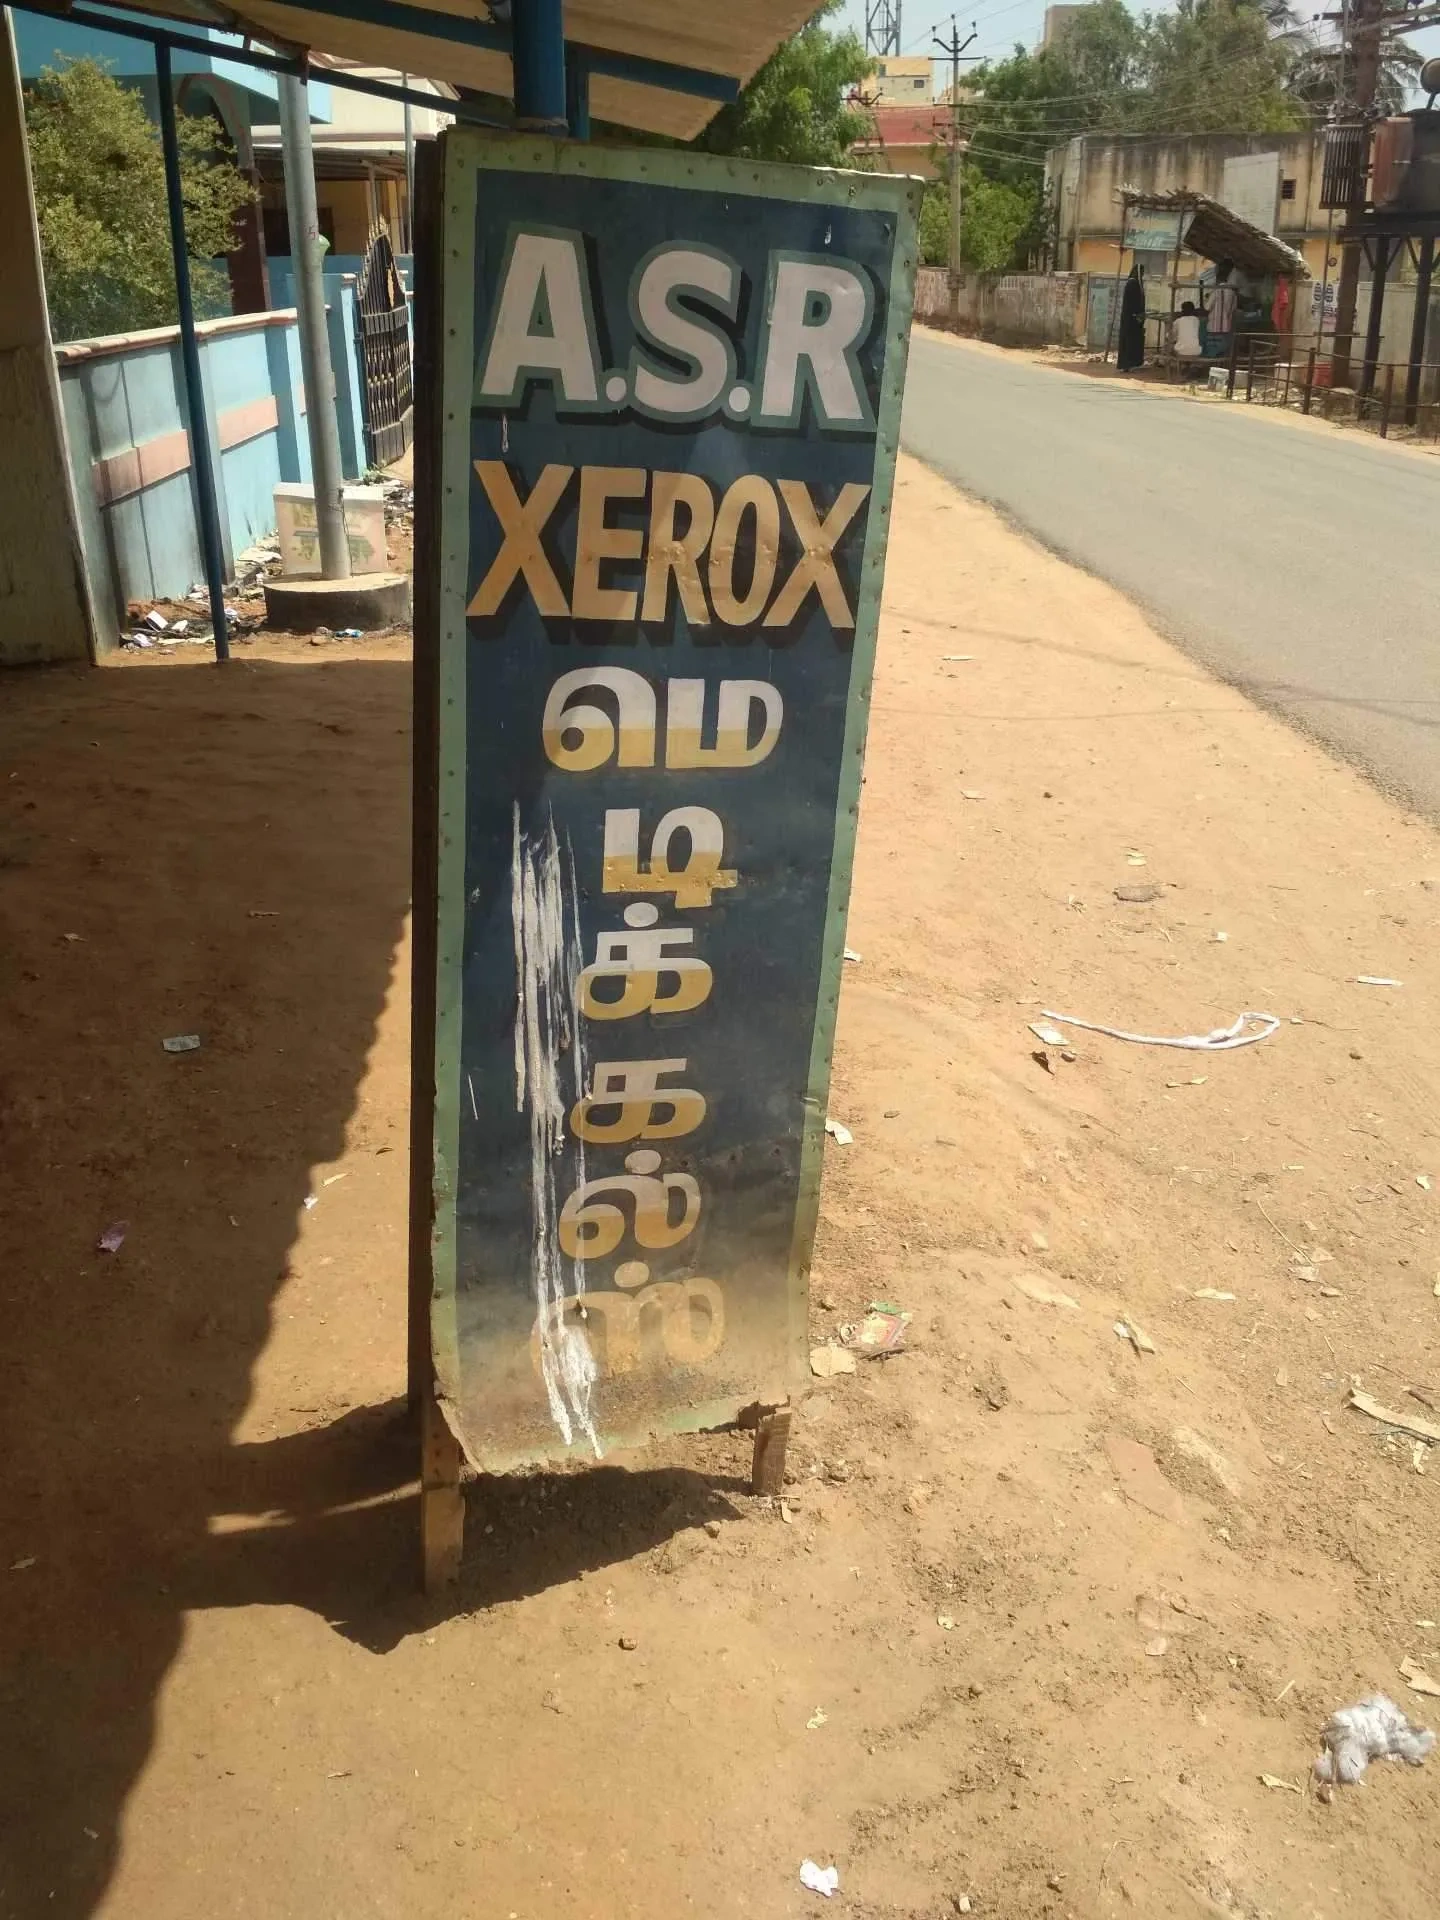 A.S.R
XEROX
மெ
டி
க்
க
ல்
ஸ்